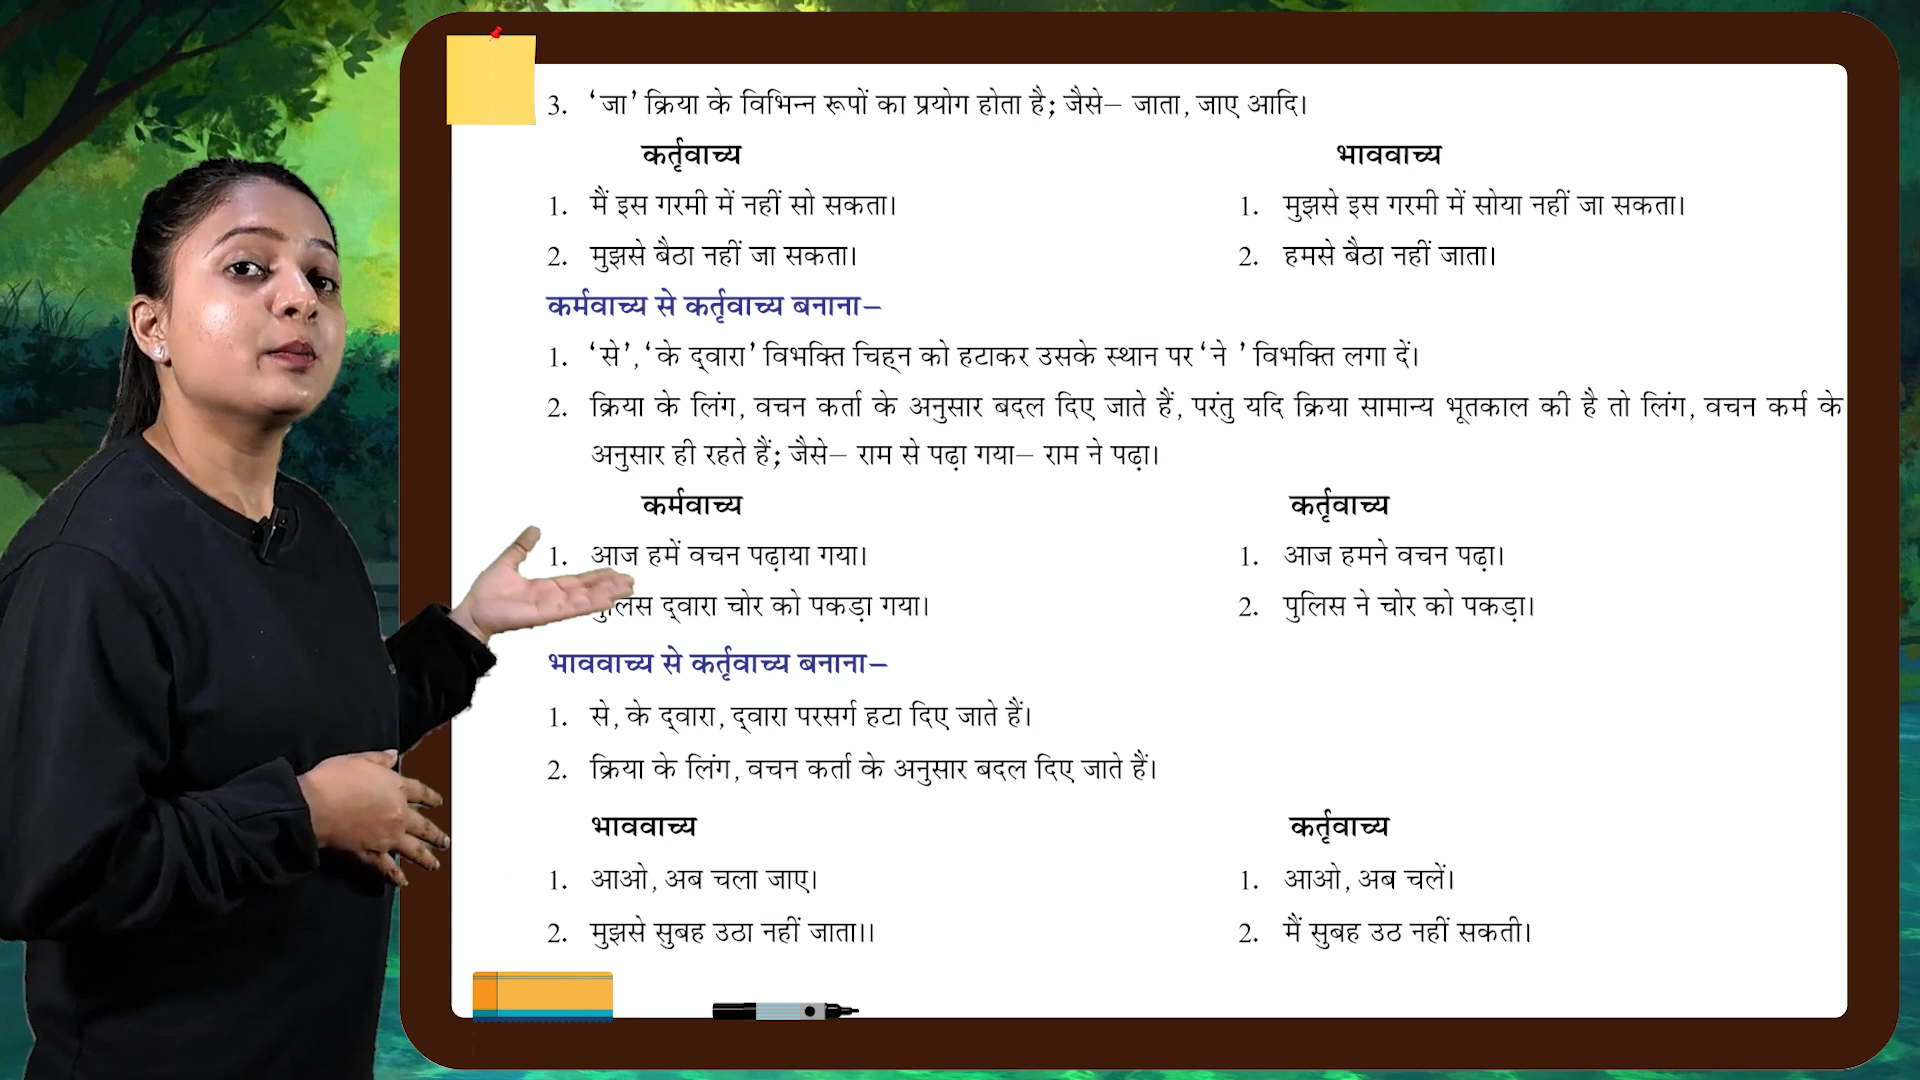 3. ‘जा’ क्रिया के विभिन्न रूपों का प्रयोग होता है; जैसे– जाता, जाए आदि।
कर्तृवाच्य भाववाच्य
1. मैं इस गरमी में नहीं सो सकता। 1. मुझसे इस गरमी में सोया नहीं जा सकता।
2. मुझसे बैठा नहीं जा सकता। 2. हमसे बैठा नहीं जाता।
कर्मवाच्य से कर्तृवाच्य बनाना–
1. ‘से’, ‘के द्वारा’ विभक्ति चिह्न को हटाकर उसके स्थान पर ‘ने ’ विभक्ति लगा दें।
2. क्रिया के लिंग, वचन कर्ता के अनुसार बदल दिए जाते हैं, परंतु यदि क्रिया सामान्य भूतकाल की है तो लिंग, वचन कर्म के
अनुसार ही रहते हैं; जैसे– राम से पढ़ा गया– राम ने पढ़ा।
कर्मवाच्य कर्तृवाच्य
1. आज हमें वचन पढ़ाया गया। 1. आज हमने वचन पढ़ा।
पुलिस द्वारा चोर को पकड़ा गया। 2. पुलिस ने चोर को पकड़ा।
भाववाच्य से कर्तृवाच्य बनाना–
1. से, के द्वारा, द्वारा परसर्ग हटा दिए जाते हैं।
2. क्रिया के लिंग, वचन कर्ता के अनुसार बदल दिए जाते हैं।
भाववाच्य कर्तृवाच्य
1. आओ, अब चला जाए। 1. आओ, अब चलें।
2. मुझसे सुबह उठा नहीं जाता।। 2. मैं सुबह उठ नहीं सकती।